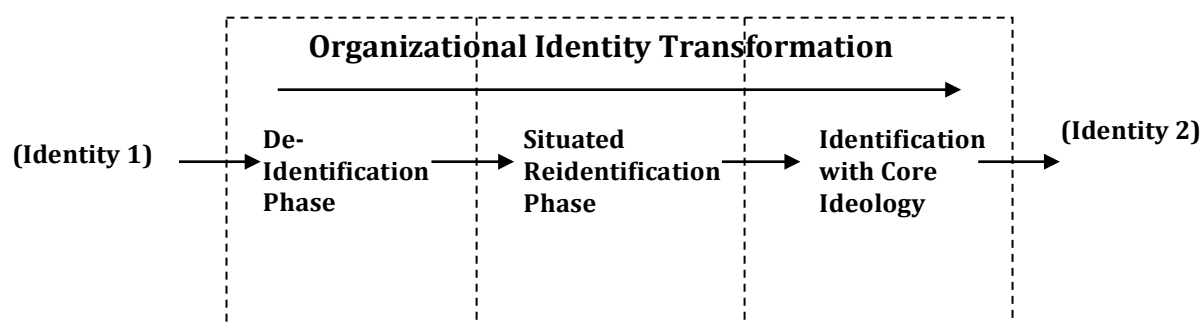 Organizational Identity Transformation
(Identity 1)
De-
Identification
Phase
Situated
Reidentification
Phase
Identification
with Core
Ideology
(Identity 2)